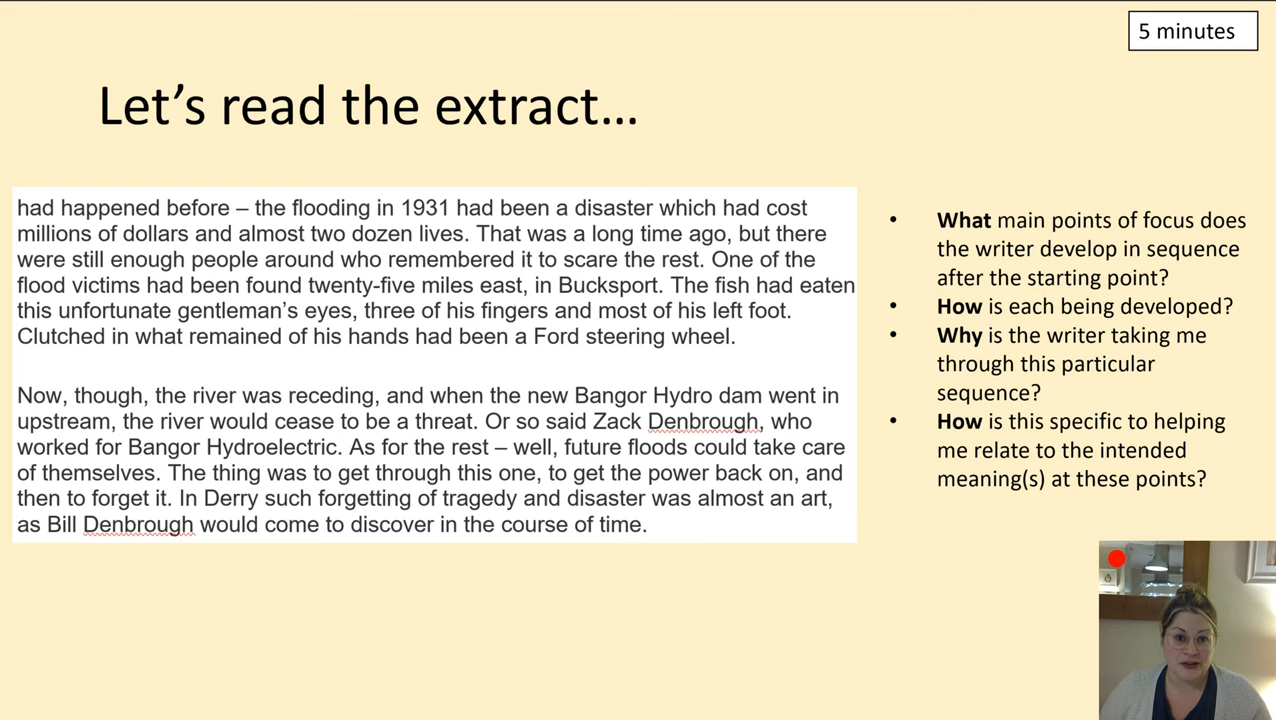 5 minutes
Let’s read the extract…
had happened before – the flooding in 1931 had been a disaster which had cost
millions of dollars and almost two dozen lives. That was a long time ago, but there
were still enough people around who remembered it to scare the rest. One of the
flood victims had been found twenty-five miles east, in Bucksport. The fish had eaten
this unfortunate gentleman’s eyes, three of his fingers and most of his left foot.
Clutched in what remained of his hands had been a Ford steering wheel.
Now, though, the river was receding, and when the new Bangor Hydro dam went in
upstream, the river would cease to be a threat. Or so said Zack Denbrough, who
worked for Bangor Hydroelectric. As for the rest – well, future floods could take care
of themselves. The thing was to get through this one, to get the power back on, and
then to forget it. In Derry such forgetting of tragedy and disaster was almost an art,
as Bill Denbrough would come to discover in the course of time.
• What main points of focus does
the writer develop in sequence
after the starting point?
• How is each being developed?
• Why is the writer taking me
through this particular
sequence?
• How is this specific to helping
me relate to the intended
meaning(s) at these points?